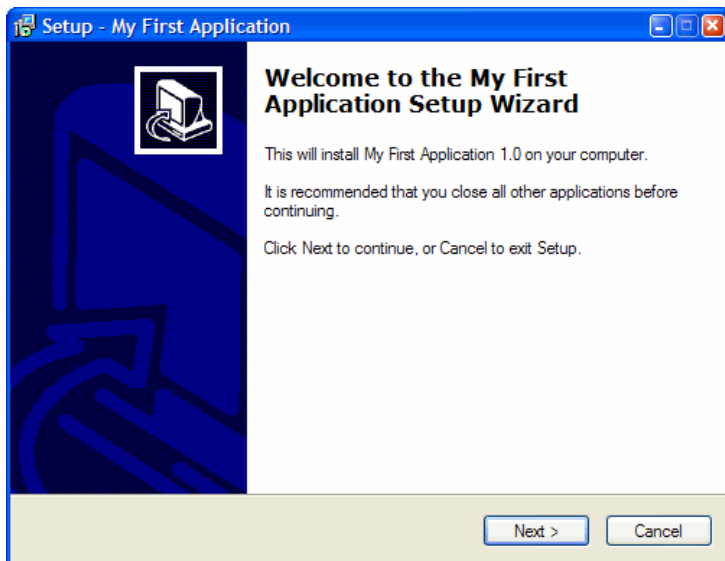 Setup - My First Application
Welcome to the My First
Application Setup Wizard
This will install My First Application 1.0 on your computer.
It is recommended that you close all other applications before
continuing.
Click Next to continue, or Cancel to exit Setup.
Next >
Cancel